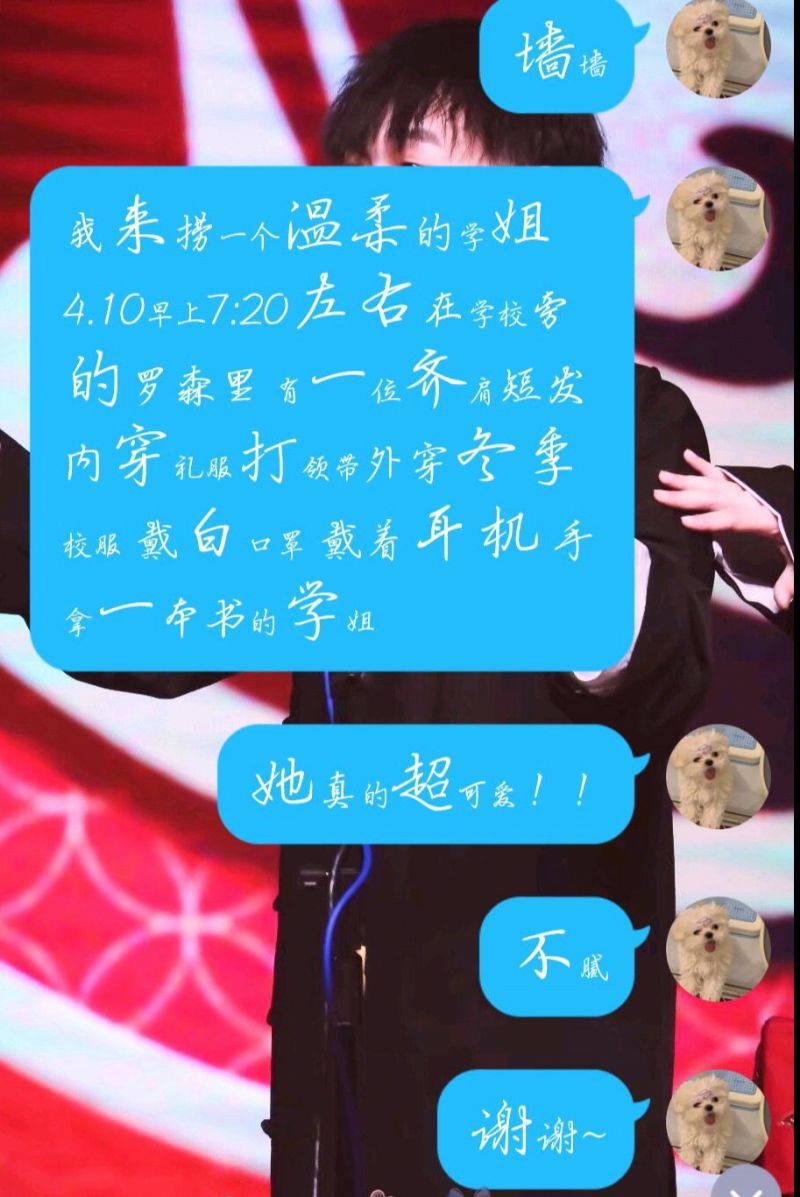 墙墙
我来捞一个温柔的学姐
4.10早上7:20左右在学校旁
的罗森里 有一位齐肩短发
内穿礼服打领带外穿冬季
校服 戴白口罩 戴着耳机 手
拿一本书的学姐
她真的超可爱！！
不腻
谢谢~